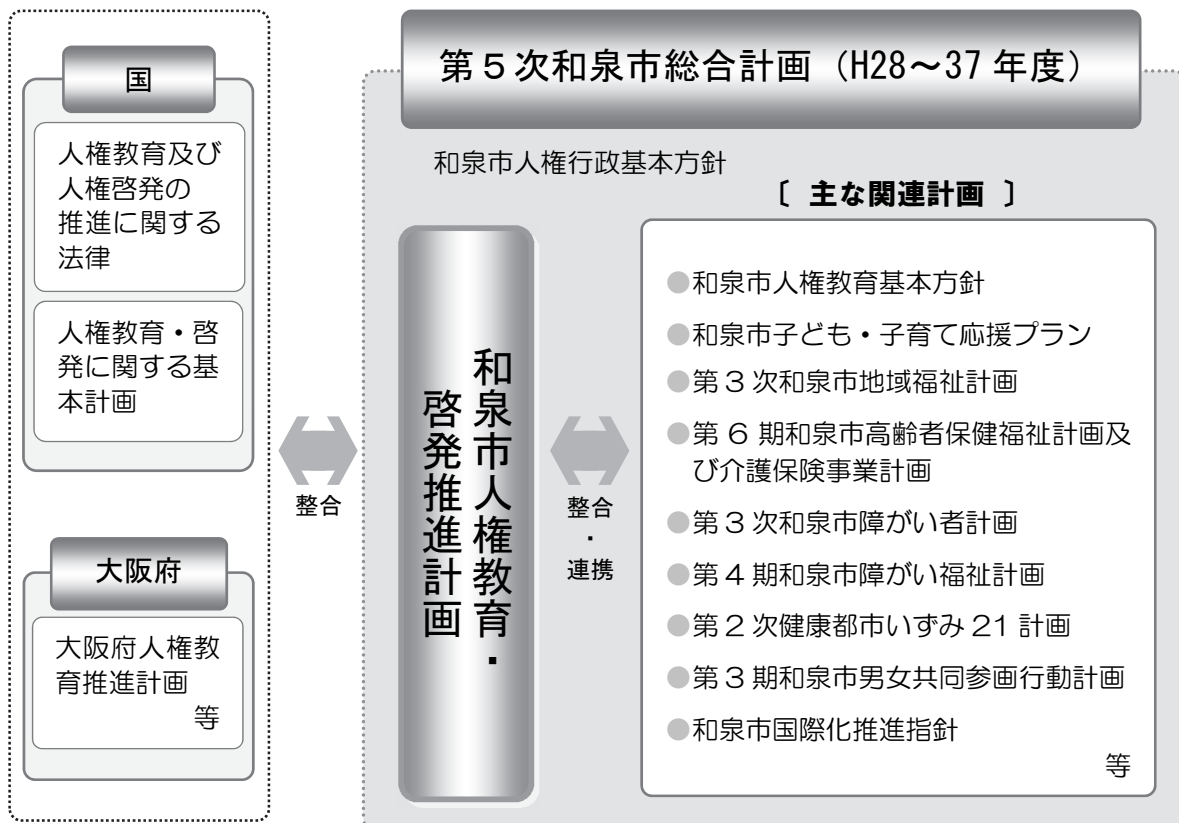 国
人権教育及び
人権啓発の
推進に関する
法律
人権教育・啓
発に関する基
本計画
大阪府
大阪府人権教
育推進計画
等
整合
第５次和泉市総合計画（H28～37 年度）
和泉市人権行政基本方針
和泉市人権教育・
啓発推進計画
整合
・
連携
〔 主な関連計画 〕
●和泉市人権教育基本方針
●和泉市子ども・子育て応援プラン
●第３次和泉市地域福祉計画
●第 ６ 期和泉市高齢者保健福祉計画及
び介護保険事業計画
●第３次和泉市障がい者計画
●第４期和泉市障がい福祉計画
●第２次健康都市いずみ 21 計画
●第３期和泉市男女共同参画行動計画
●和泉市国際化推進指針
等